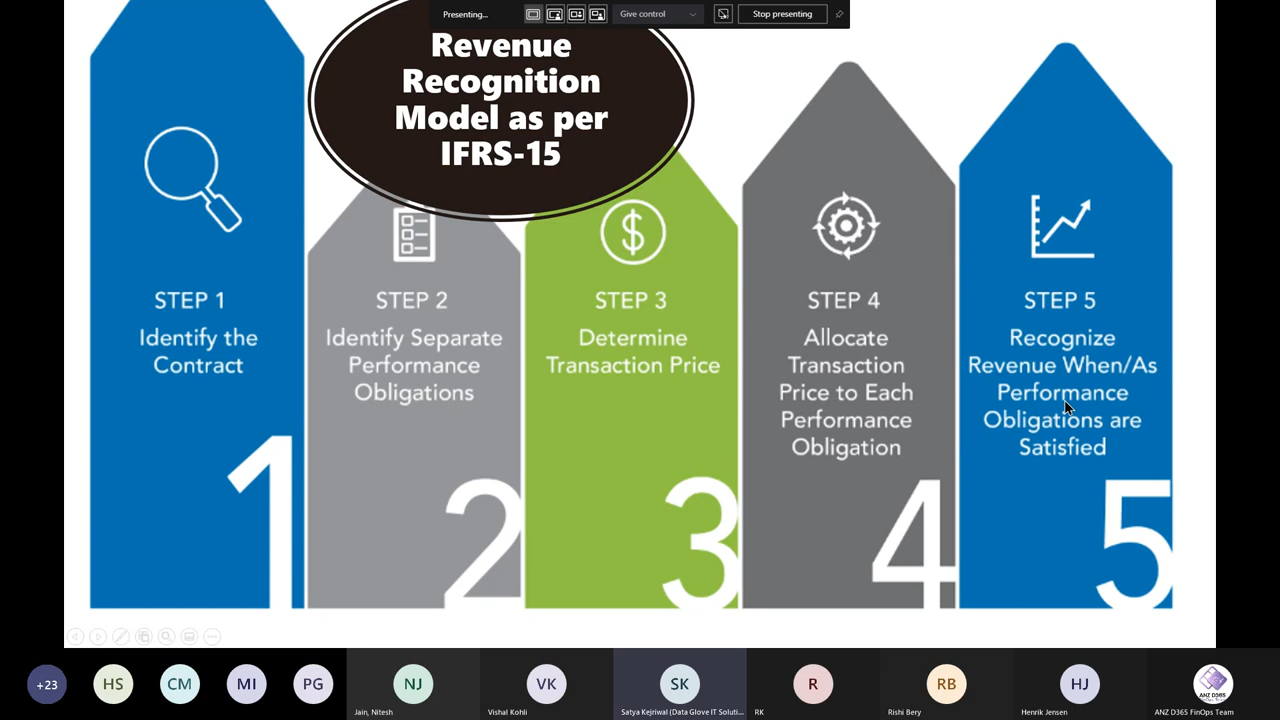 Presenting...
Give control
Stop presenting
Revenue
Recognition
Model as per
IFRS-15
STEP 1
Identify the
Contract
1
STEP 2
Identify Separate
Performance
Obligations
2
STEP 3
Determine
Transaction Price
3
STEP 4
Allocate
Transaction
Price to Each
Performance
Obligation
4
STEP 5
Recognize
Revenue When/As
Performance
Obligations are
Satisfied
5
+23
HS
CM
MI
PG
NJ
Jain, Nitesh
VK
Vishal Kohli
SK
Satya Kejriwal (Data Glove IT Soluti...
R
RK
RB
Rishi Bery
HJ
Henrik Jensen
ANZ D365
FinOps Team
ANZ D365 FinOps Team